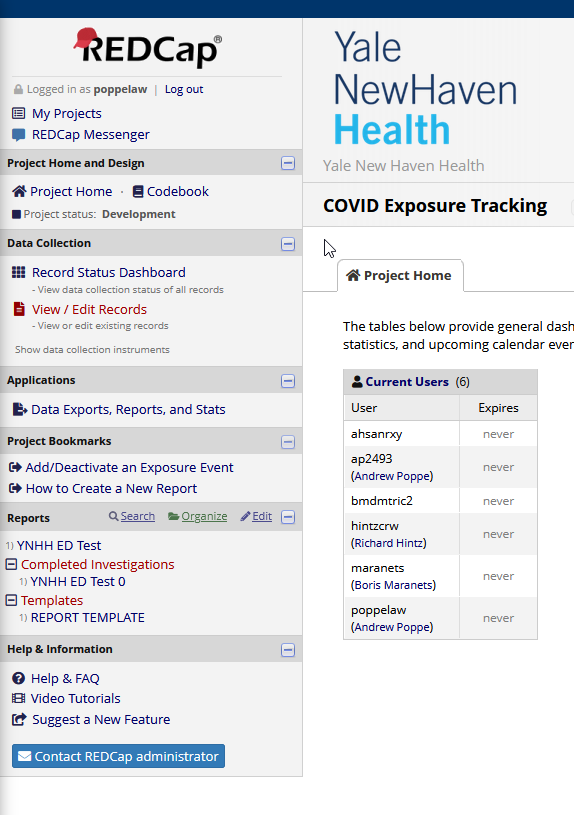 REDCap®
Logged in as poppelaw | Log out
My Projects
REDCap Messenger
Project Home and Design
Project Home · Codebook
Project status: Development
Data Collection
Record Status Dashboard
- View data collection status of all records
View / Edit Records
- View or edit existing records
Show data collection instruments
Applications
Data Exports, Reports, and Stats
Project Bookmarks
Add/Deactivate an Exposure Event
How to Create a New Report
Reports Search Organize Edit
1) YNHH ED Test
Completed Investigations
1) YNHH ED Test 0
Templates
1) REPORT TEMPLATE
Help & Information
Help & FAQ
Video Tutorials
Suggest a New Feature
Contact REDCap administrator
Yale
NewHaven
Health
Yale New Haven Health
COVID Exposure Tracking
Project Home
The tables below provide general dash
statistics, and upcoming calendar ever
Current Users (6)
User Expires
ahsanrxy never
ap2493
(Andrew Poppe) never
bmdmtric2 never
hintzcrw
(Richard Hintz) never
maranets
(Boris Maranets) never
poppelaw
(Andrew Poppe) never